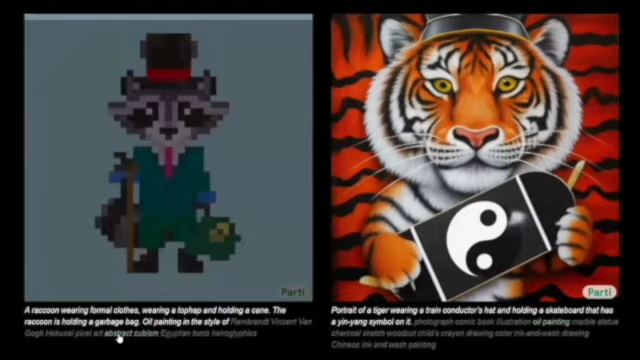 Parti
A raccoon wearing formal clothes, wearing a tophap and holding a cane. The
raccoon is holding a garbage bag. Oil painting in the style of Rembrandt Vincent Van
Gogh Hokusai pixel art abstract cubism Egyptian tomb heiroglyphics
Parti
Portrait of a tiger wearing a train conductor's hat and holding a skateboard that has
a yin-yang symbol on it. photograph comic book illustration oil painting marble statue
charcoal sketch woodcut child's crayon drawing color ink-and-wash drawing
Chinese ink and wash painting